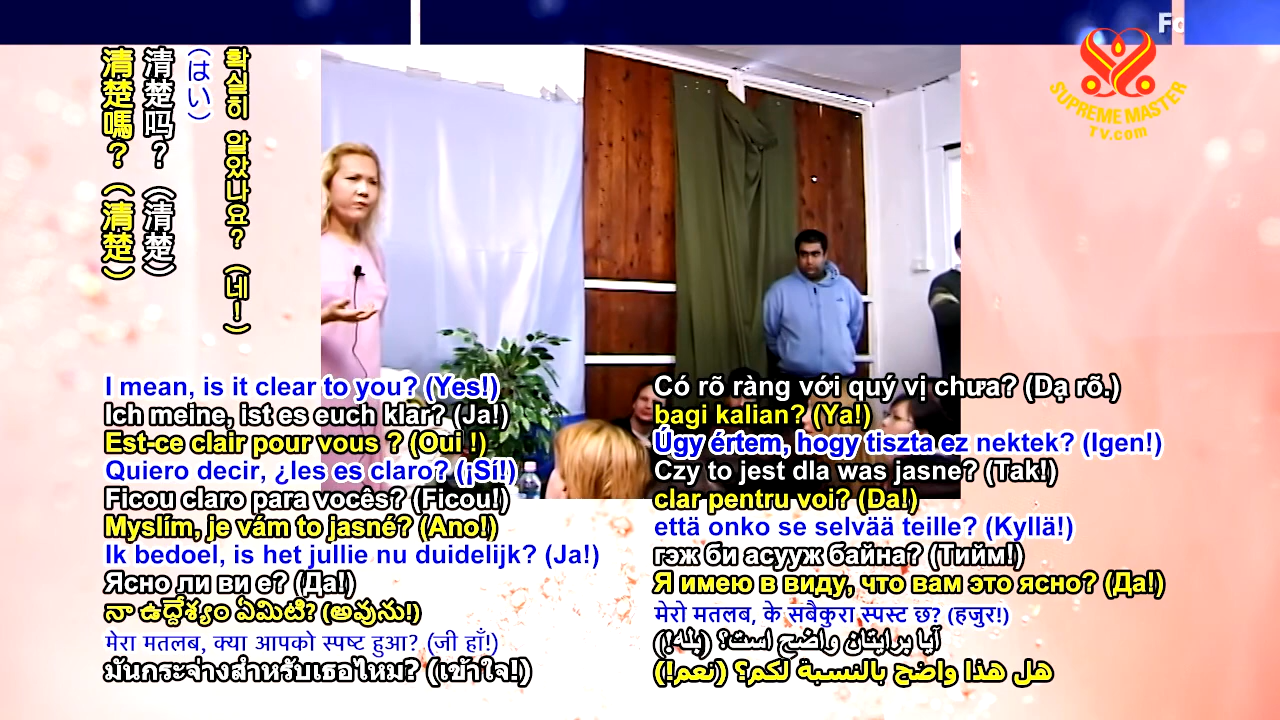 Fo
SUPREME MASTER
TV.com
확실히 알았나요? (네!)
(はい)
清楚吗？（清楚）
清楚嗎？（清楚）
I mean, is it clear to you? (Yes!)
Ich meine, ist es euch klar? (Ja!)
Est-ce clair pour vous ? (Oui !)
Quiero decir, ¿les es claro? (¡Sí!)
Ficou claro para vocês? (Ficou!)
Myslím, je vám to jasné? (Ano!)
Ik bedoel, is het jullie nu duidelijk? (Ja!)
Ясно ли ви е? (Да!)
నా ఉద్దేశ్యం ఏమిటి? (అవును!)
मेरा मतलब, क्या आपको स्पष्ट हुआ? (जी हाँ!)
มันกระจ่างสำหรับเธอไหม? (เข้าใจ!)
Có rõ ràng với quý vị chưa? (Dạ rõ.)
bagi kalian? (Ya!)
Úgy értem, hogy tiszta ez nektek? (Igen!)
Czy to jest dla was jasne? (Tak!)
clar pentru voi? (Da!)
että onko se selvää teille? (Kyllä!)
гэж би асууж байна? (Тийм!)
Я имею в виду, что вам это ясно? (Да!)
मेरो मतलब, के सबैकुरा स्पस्ट छ? (हजुर!)
آیا برایتان واضح است؟ (بله!)
هل هذا واضح بالنسبة لكم؟ (نعم!)